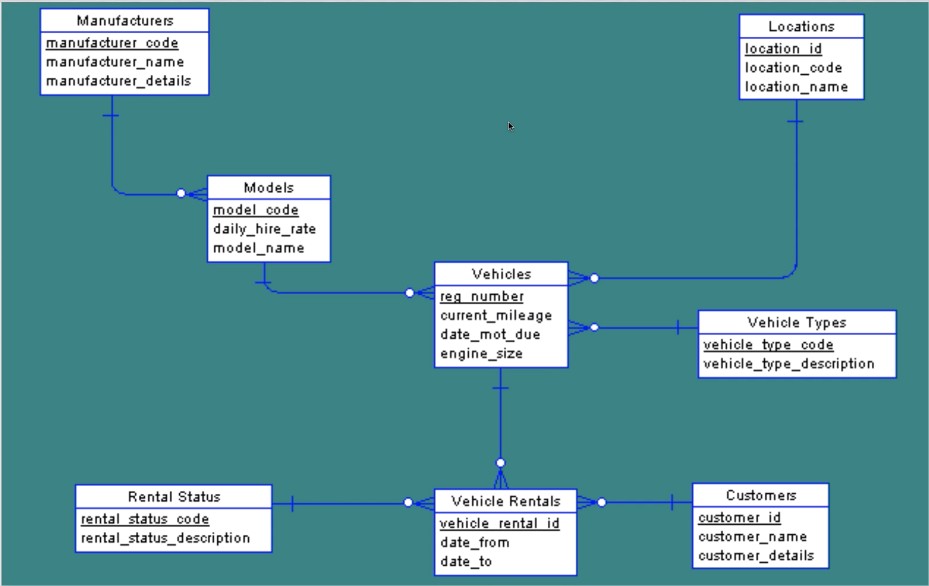 Manufacturers
manufacturer_code
manufacturer_name
manufacturer_details
Locations
location_id
location_code
location_name
Models
model_code
daily_hire_rate
model_name
Vehicles
reg_number
current_mileage
date_mot_due
engine_size
Vehicle Types
vehicle_type_code
vehicle_type_description
Rental Status
rental_status_code
rental_status_description
Vehicle Rentals
vehicle_rental_id
date_from
date_to
Customers
customer_id
customer_name
customer_details